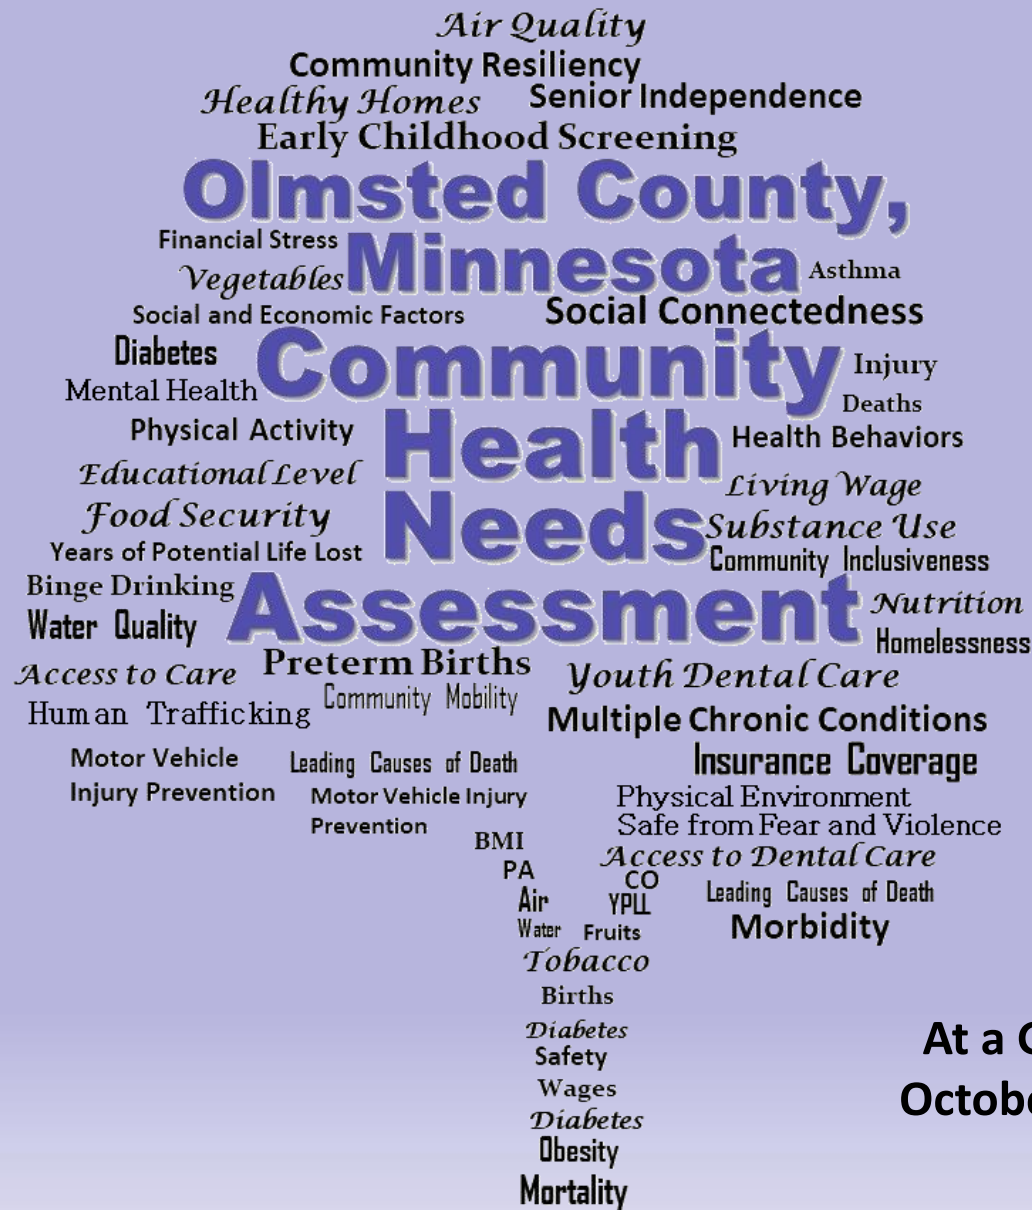 Air Quality
Community Resiliency
Healthy Homes Senior Independence
Early Childhood Screening
Olmsted County,
Financial Stress
Minnesota
Vegetables
Asthma
Social and Economic Factors
Social Connectedness
Diabetes
Community
Injury
Mental Health
Deaths
Physical Activity
Health
Health Behaviors
Educational Level
Living Wage
Food Security
Needs
Substance Use
Years of Potential Life Lost
Community Inclusiveness
Binge Drinking
Assessment
Nutrition
Water Quality
Homelessness
Access to Care
Preterm Births
Youth Dental Care
Human Trafficking
Community Mobility
Multiple Chronic Conditions
Motor Vehicle
Injury Prevention
Leading Causes of Death
Insurance Coverage
Motor Vehicle Injury
Prevention
Physical Environment
Safe from Fear and Violence
BMI
Access to Dental Care
PA
CO
Leading Causes of Death
Air
YPLL
Morbidity
Water
Fruits
Tobacco
Births
Diabetes
Safety
Wages
Diabetes
Obesity
Mortality
At a